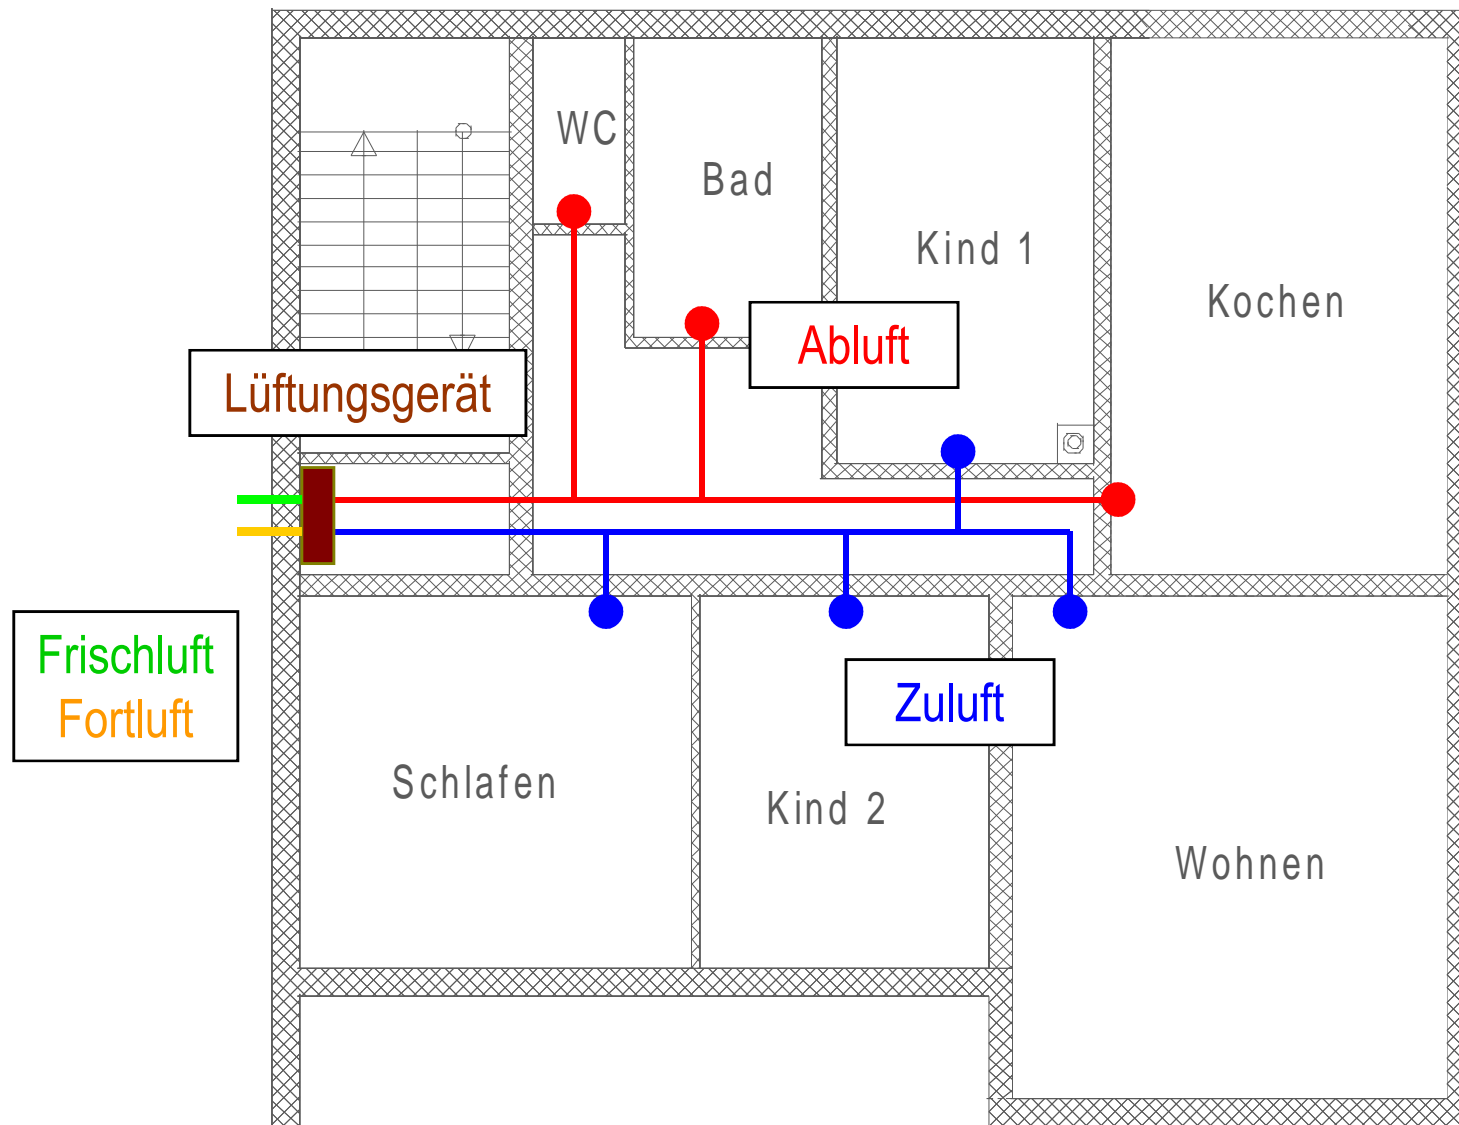 WC
Bad
Kind 1
Kochen
Abluft
Lüftungsgerät
Frischluft
Fortluft
Zuluft
Schlafen
Kind 2
Wohnen